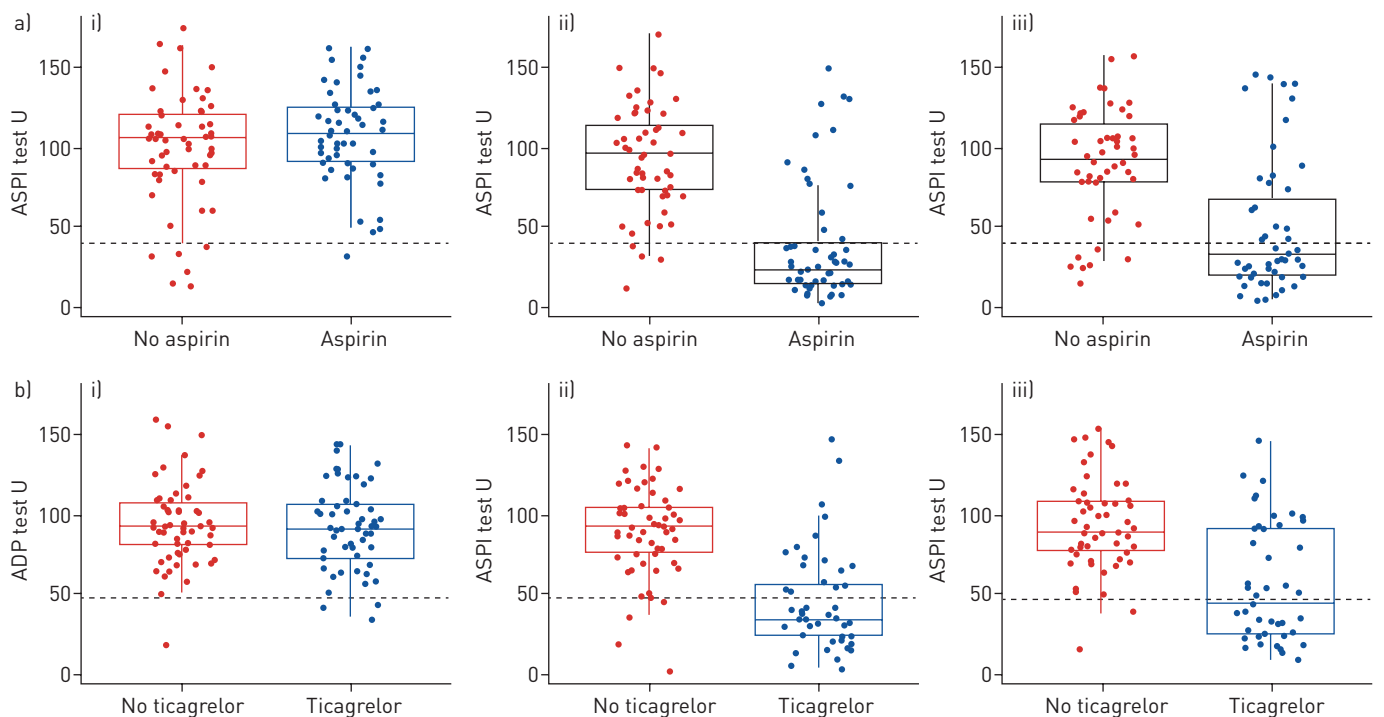 a) i) ii) iii)
ASPI test U
150
100
50
0
No aspirin Aspirin
ASPI test U
150
100
50
0
No aspirin Aspirin
ASPI test U
150
100
50
0
No aspirin Aspirin
b) i) ii) iii)
ADP test U
150
100
50
0
No ticagrelor Ticagrelor
ASPI test U
150
100
50
0
No ticagrelor Ticagrelor
ASPI test U
150
100
50
0
No ticagrelor Ticagrelor